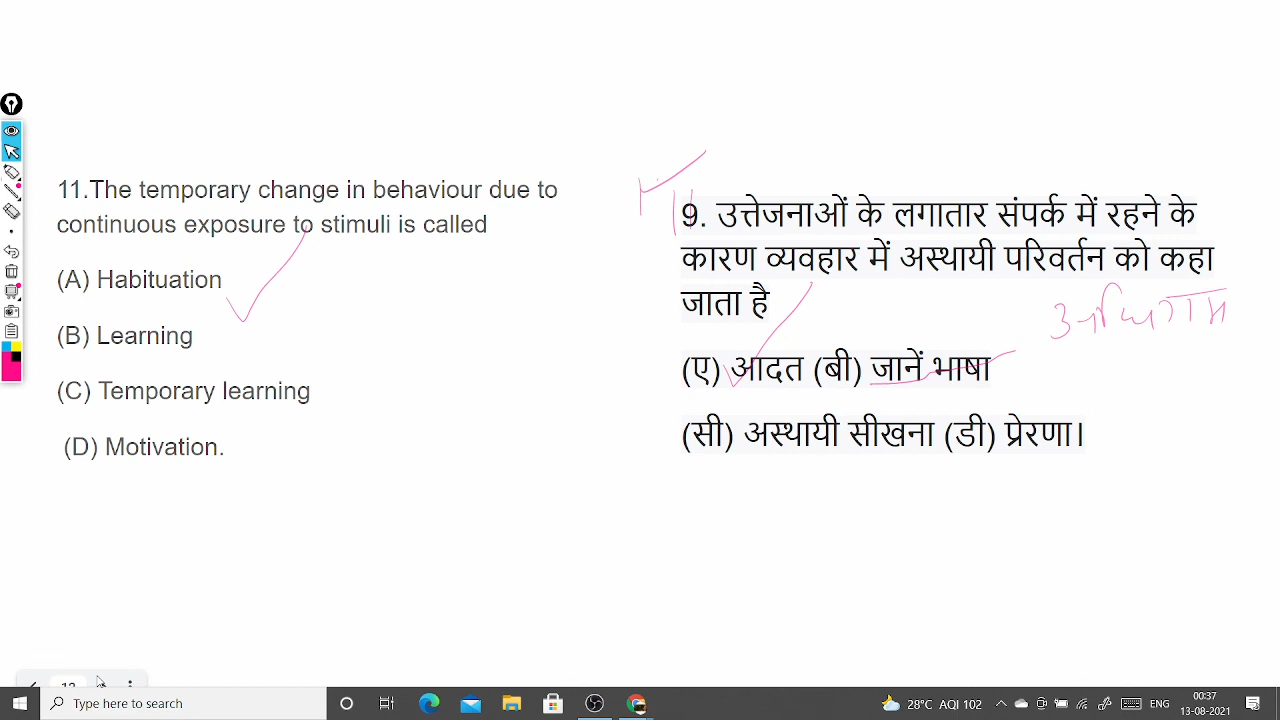 11.The temporary change in behaviour due to
continuous exposure to stimuli is called
(A) Habituation
(B) Learning
(C) Temporary learning
(D) Motivation.
9. उत्तेजनाओं के लगातार संपर्क में रहने के
कारण व्यवहार में अस्थायी परिवर्तन को कहा
जाता है
अधिगम
(ए) आदत (बी) जानें भाषा
(सी) अस्थायी सीखना (डी) प्रेरणा।
Type here to search
28°C AQI 102
ENG
00:37
13-08-2021